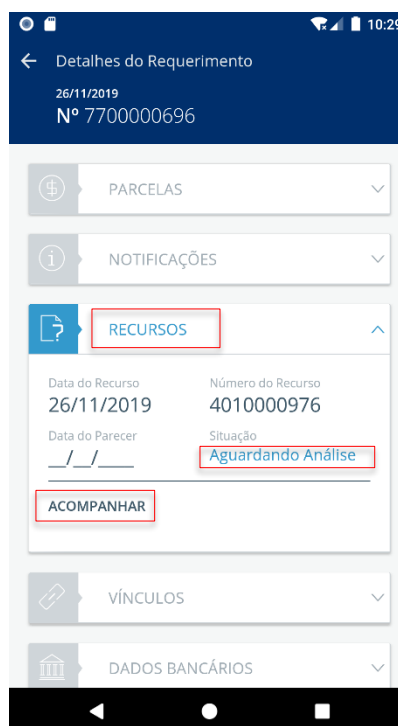 10:29
Detalhes do Requerimento
26/11/2019
Nº 7700000696
PARCELAS
NOTIFICAÇÕES
RECURSOS
Data do Recurso Número do Recurso
26/11/2019 4010000976
Data do Parecer Situação
__/__/____ Aguardando Análise
ACOMPANHAR
VÍNCULOS
DADOS BANCÁRIOS